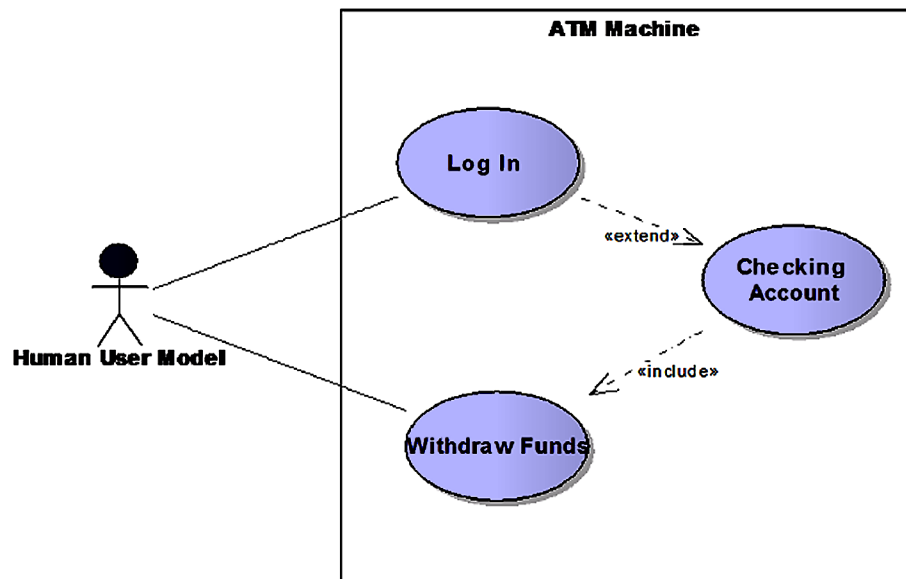 ATM Machine
Log In
«extend»
Checking
Account
Human User Model
«include»
Withdraw Funds